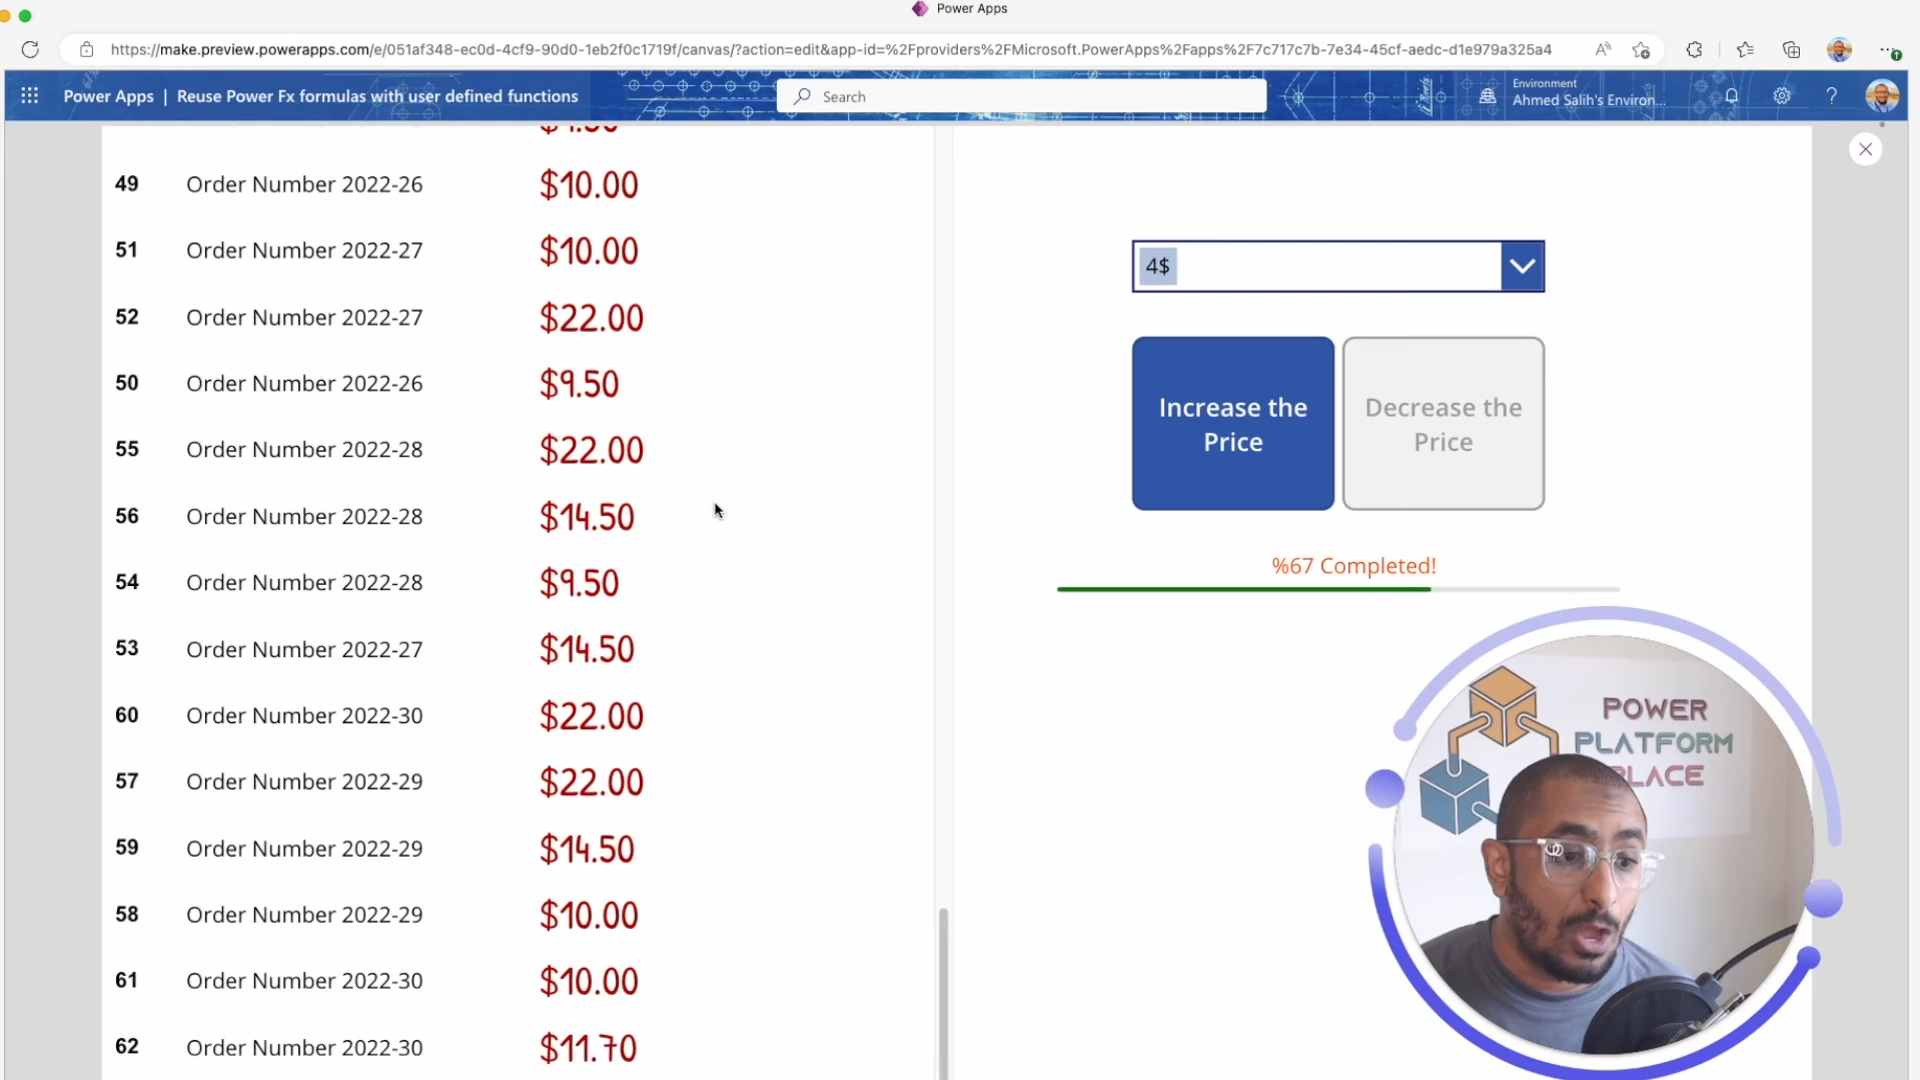 Power Apps
https://make.preview.powerapps.com/e/051af348-ec0d-4cf9-90d0-1eb2f0c1719f/canvas/?action=edit&app-id=%2Fproviders%2FMicrosoft.PowerApps%2Fapps%2F7c717c7b-7e34-45cf-aedc-d1e979a325a4
Power Apps | Reuse Power Fx formulas with user defined functions
Search
Environment
Ahmed Salih's Environ...
49 Order Number 2022-26 $10.00
51 Order Number 2022-27 $10.00
52 Order Number 2022-27 $22.00
50 Order Number 2022-26 $9.50
55 Order Number 2022-28 $22.00
56 Order Number 2022-28 $14.50
54 Order Number 2022-28 $9.50
53 Order Number 2022-27 $14.50
60 Order Number 2022-30 $22.00
57 Order Number 2022-29 $22.00
59 Order Number 2022-29 $14.50
58 Order Number 2022-29 $10.00
61 Order Number 2022-30 $10.00
62 Order Number 2022-30 $11.70
4$
Increase the
Price
Decrease the
Price
%67 Completed!
POWER
PLATFORM
PLACE